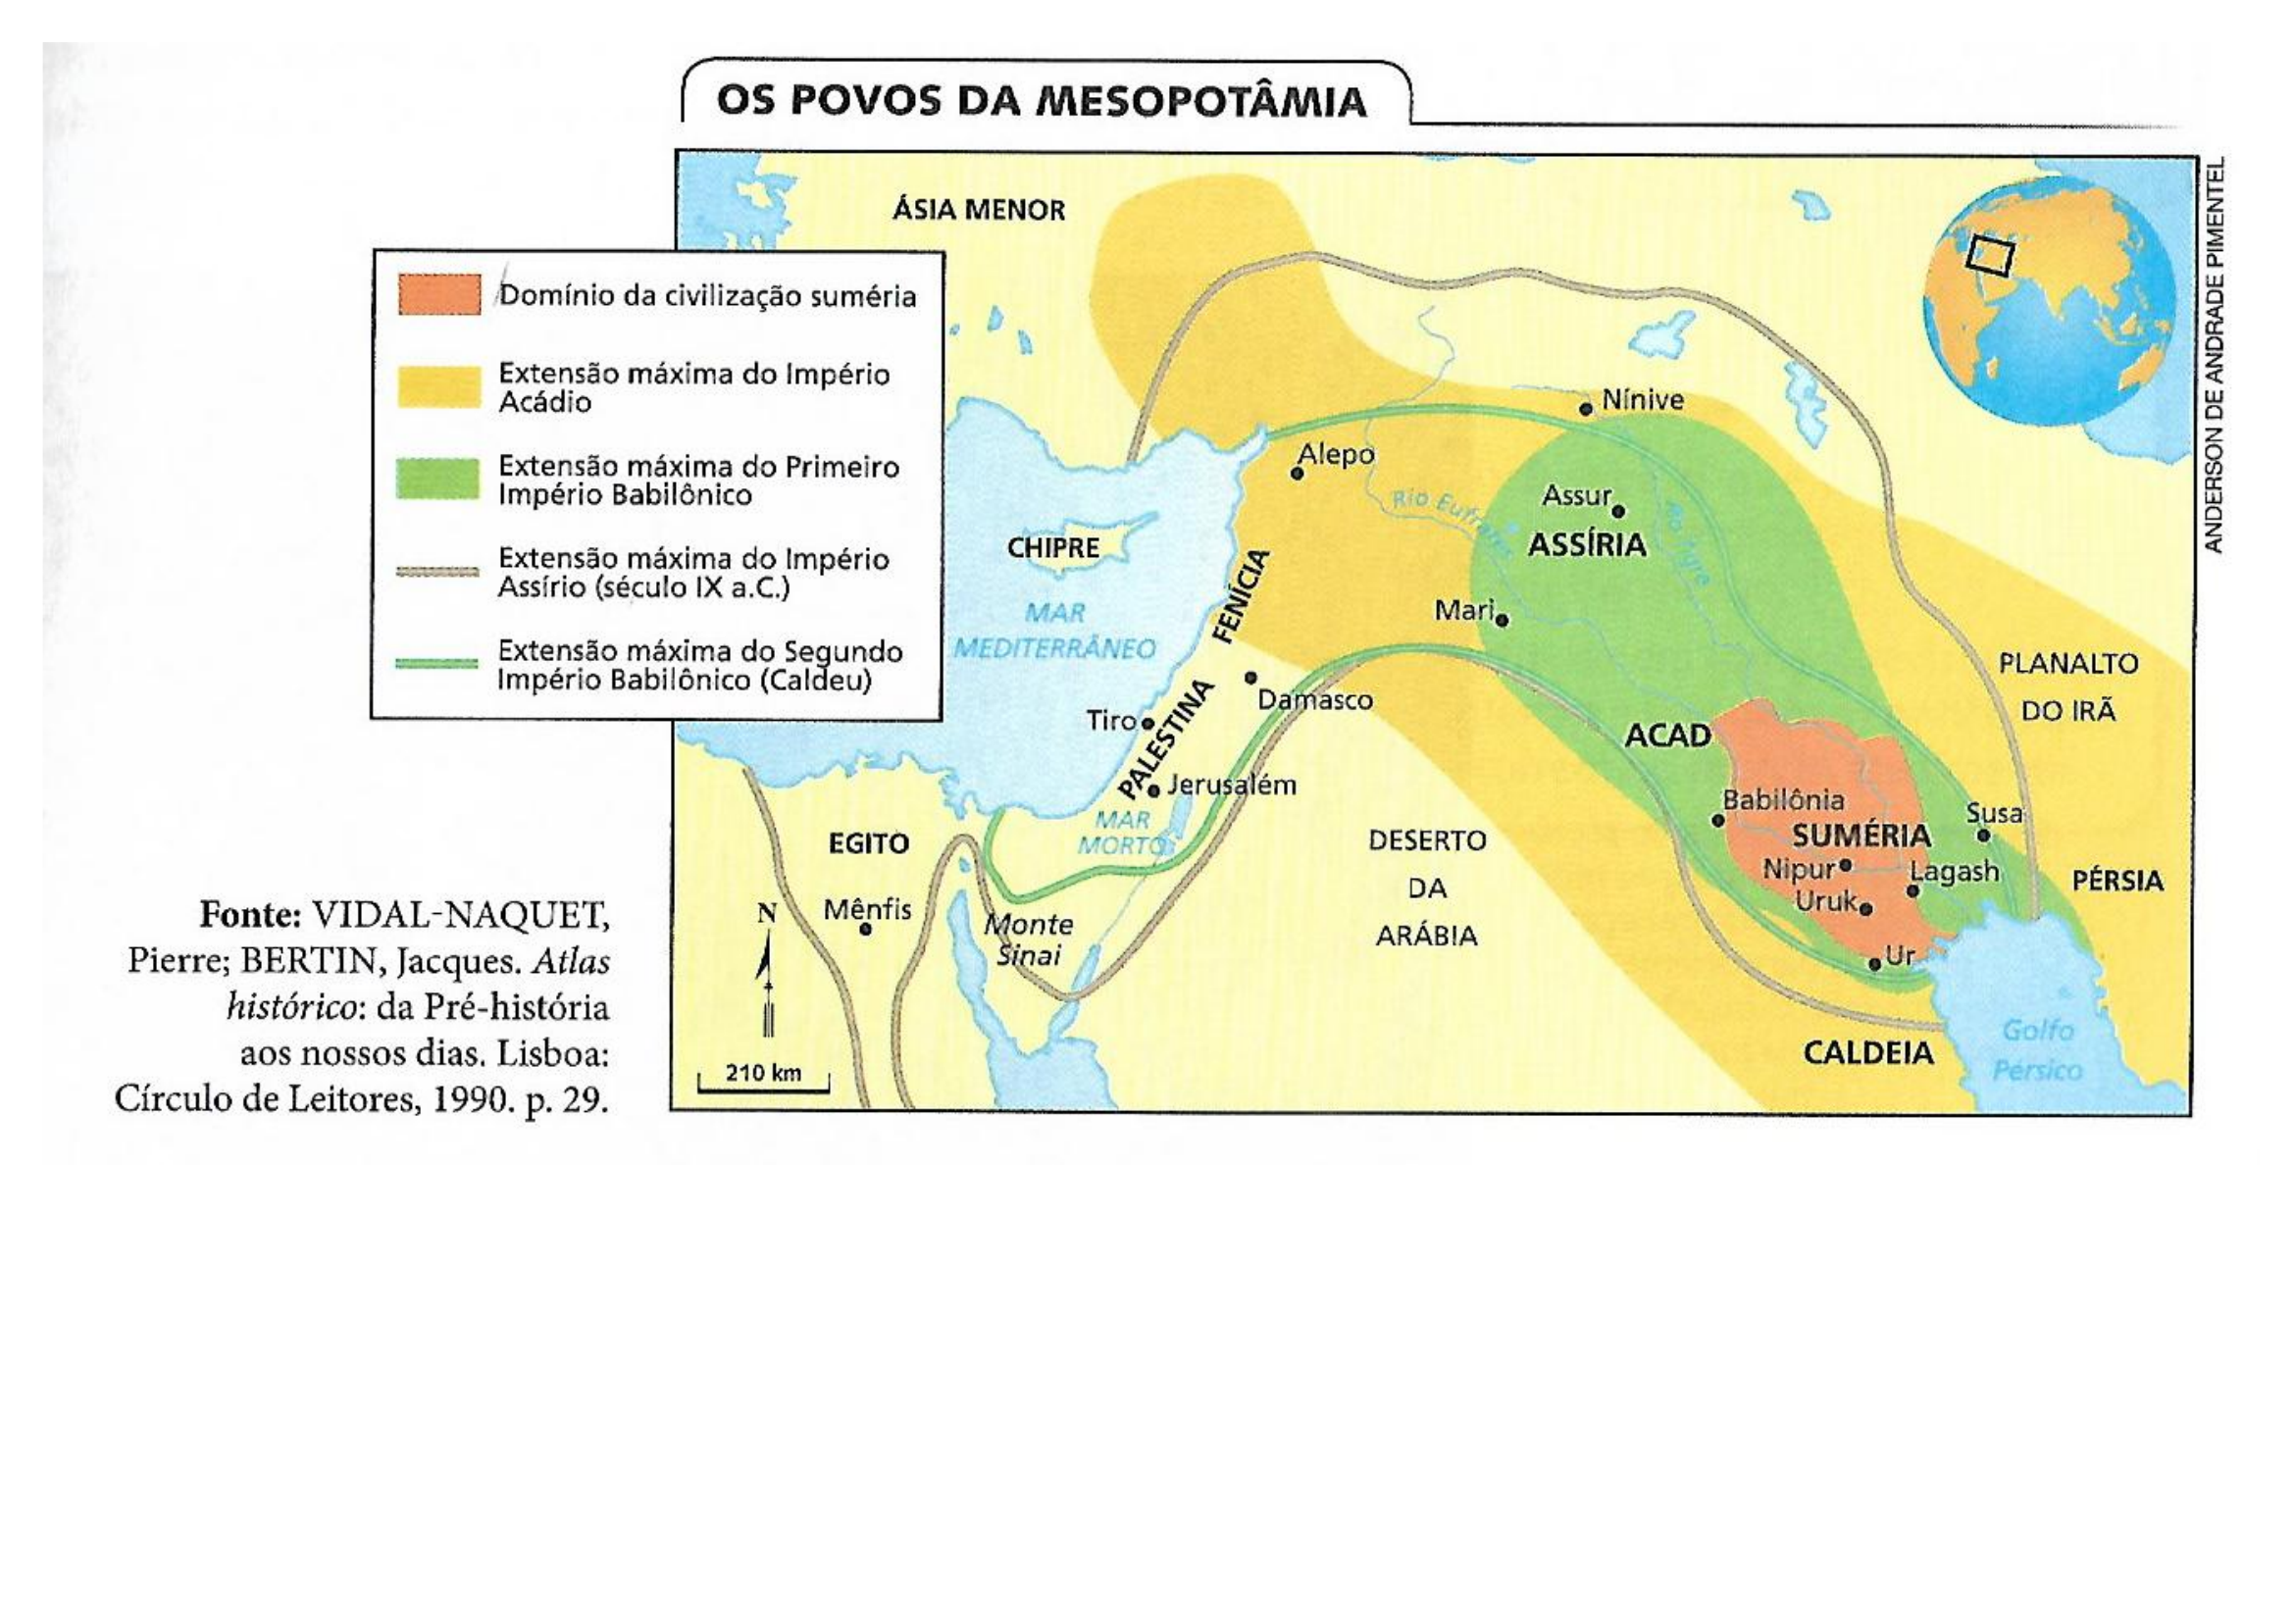 OS POVOS DA MESOPOTÂMIA
Domínio da civilização suméria
Extensão máxima do Império
Acádio
Extensão máxima do Primeiro
Império Babilônico
Extensão máxima do Império
Assírio (século IX a.C.)
Extensão máxima do Segundo
Império Babilônico (Caldeu)
ÁSIA MENOR
Nínive
Alepo
Rio Eufrates
Assur
Rio Tigre
ASSÍRIA
CHIPRE
FENÍCIA
MAR
MEDITERRÂNEO
Mari
PLANALTO
DO IRÃ
Damasco
Tiro
PALESTINA
ACAD
Jerusalém
Babilônia
Susa
MAR
MORTO
SUMÉRIA
EGITO
DESERTO
DA
ARÁBIA
Nipur
Lagash
PÉRSIA
Uruk
Mênfis
N
Monte
Sinai
Ur
Golfo
Pérsico
CALDEIA
210 km
ANDERSON DE ANDRADE PIMENTEL
Fonte: VIDAL-NAQUET,
Pierre; BERTIN, Jacques. Atlas
histórico: da Pré-história
aos nossos dias. Lisboa:
Círculo de Leitores, 1990. p. 29.